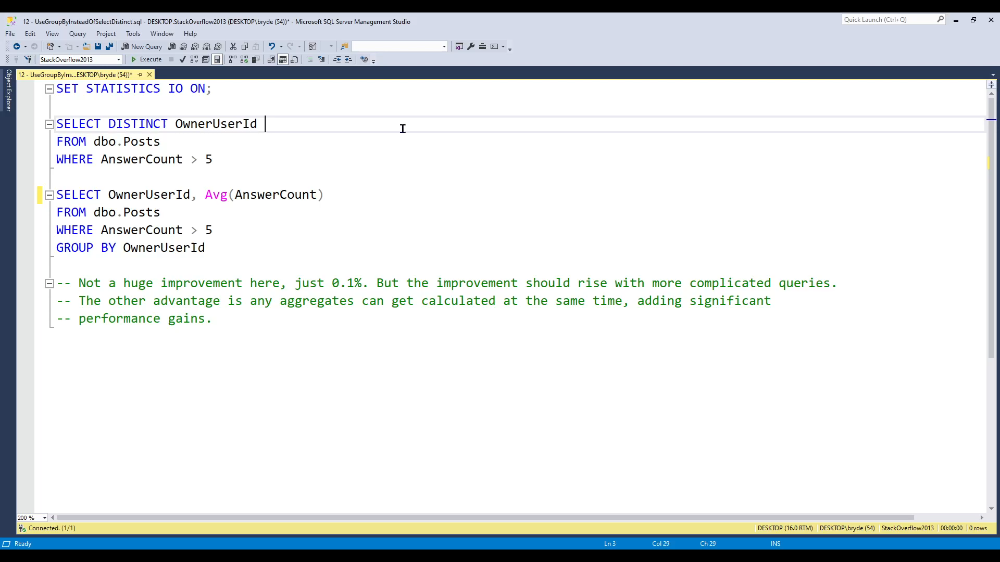 12 - UseGroupByInsteadOfSelectDistinct.sql - DESKTOP.StackOverflow2013 (DESKTOP\bryde (54))* - Microsoft SQL Server Management Studio
Quick Launch (Ctrl+Q)
File Edit View Query Project Tools Window Help
New Query
StackOverflow2013
Execute
12 - UseGroupByIns...ESKTOP\bryde (54))*
Object Explorer
SET STATISTICS IO ON;
SELECT DISTINCT OwnerUserId
FROM dbo.Posts
WHERE AnswerCount > 5
SELECT OwnerUserId, Avg(AnswerCount)
FROM dbo.Posts
WHERE AnswerCount > 5
GROUP BY OwnerUserId
-- Not a huge improvement here, just 0.1%. But the improvement should rise with more complicated queries.
-- The other advantage is any aggregates can get calculated at the same time, adding significant
-- performance gains.
200 %
Connected. (1/1)
DESKTOP (16.0 RTM) DESKTOP\bryde (54) StackOverflow2013 00:00:00 0 rows
Ready Ln 3 Col 29 Ch 29 INS